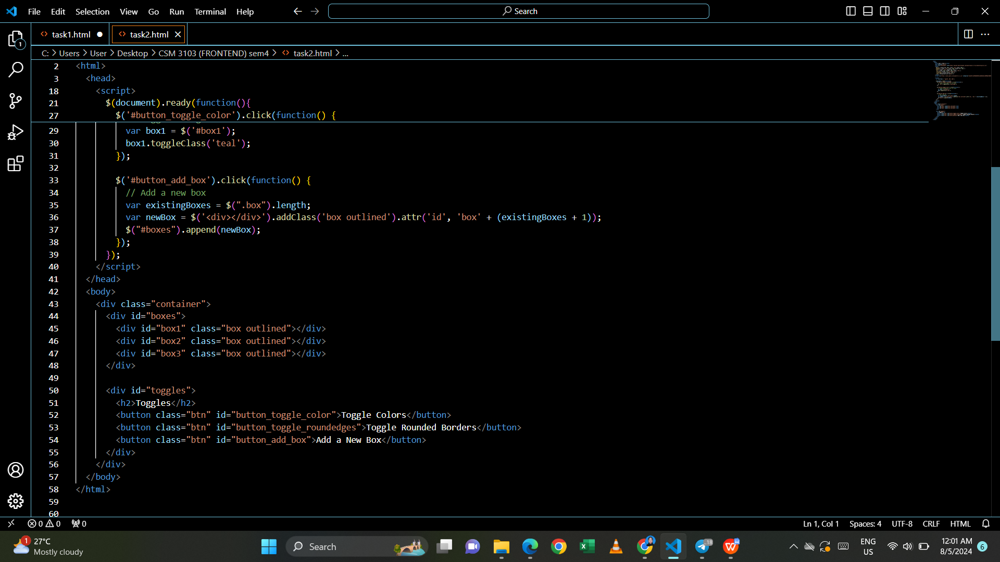 File Edit Selection View Go Run Terminal Help
Search
task1.html
task2.html
C: > Users > User > Desktop > CSM 3103 (FRONTEND) sem4 > task2.html > ...
2 <html>
3 <head>
18 <script>
21 $(document).ready(function(){
27 $('#button_toggle_color').click(function() {
29 var box1 = $('#box1');
30 box1.toggleClass('teal');
31 });
32
33 $('#button_add_box').click(function() {
34 // Add a new box
35 var existingBoxes = $(".box").length;
36 var newBox = $('<div></div>').addClass('box outlined').attr('id', 'box' + (existingBoxes + 1));
37 $("#boxes").append(newBox);
38 });
39 });
40 </script>
41 </head>
42 <body>
43 <div class="container">
44 <div id="boxes">
45 <div id="box1" class="box outlined"></div>
46 <div id="box2" class="box outlined"></div>
47 <div id="box3" class="box outlined"></div>
48 </div>
49
50 <div id="toggles">
51 <h2>Toggles</h2>
52 <button class="btn" id="button_toggle_color">Toggle Colors</button>
53 <button class="btn" id="button_toggle_roundedges">Toggle Rounded Borders</button>
54 <button class="btn" id="button_add_box">Add a New Box</button>
55 </div>
56 </div>
57 </body>
58 </html>
59
60
0 0 0
Ln 1, Col 1 Spaces: 4 UTF-8 CRLF HTML
1 27°C
Mostly cloudy
Search
18
ENG
US
12:01 AM
8/5/2024
6